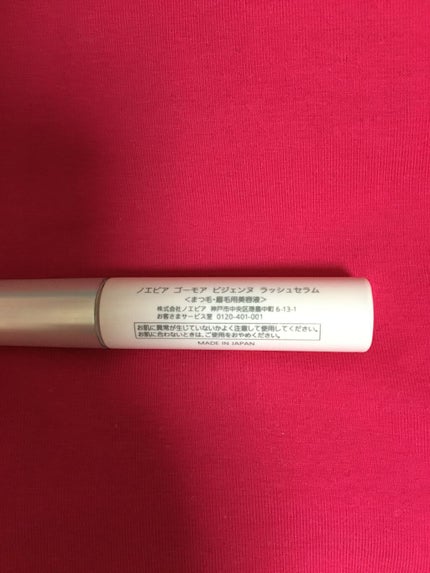 ノエビア ゴーモア ビジェンヌ ラッシュセラム
＜まつ毛・眉毛用美容液＞
株式会社ノエビア 神戸市中央区港島中町 6-13-1
お客さまサービス室 0120-401-001
お肌に異常が生じていないかよく注意して使用してください。
お肌に合わないときは、ご使用をおやめください。
MADE IN JAPAN